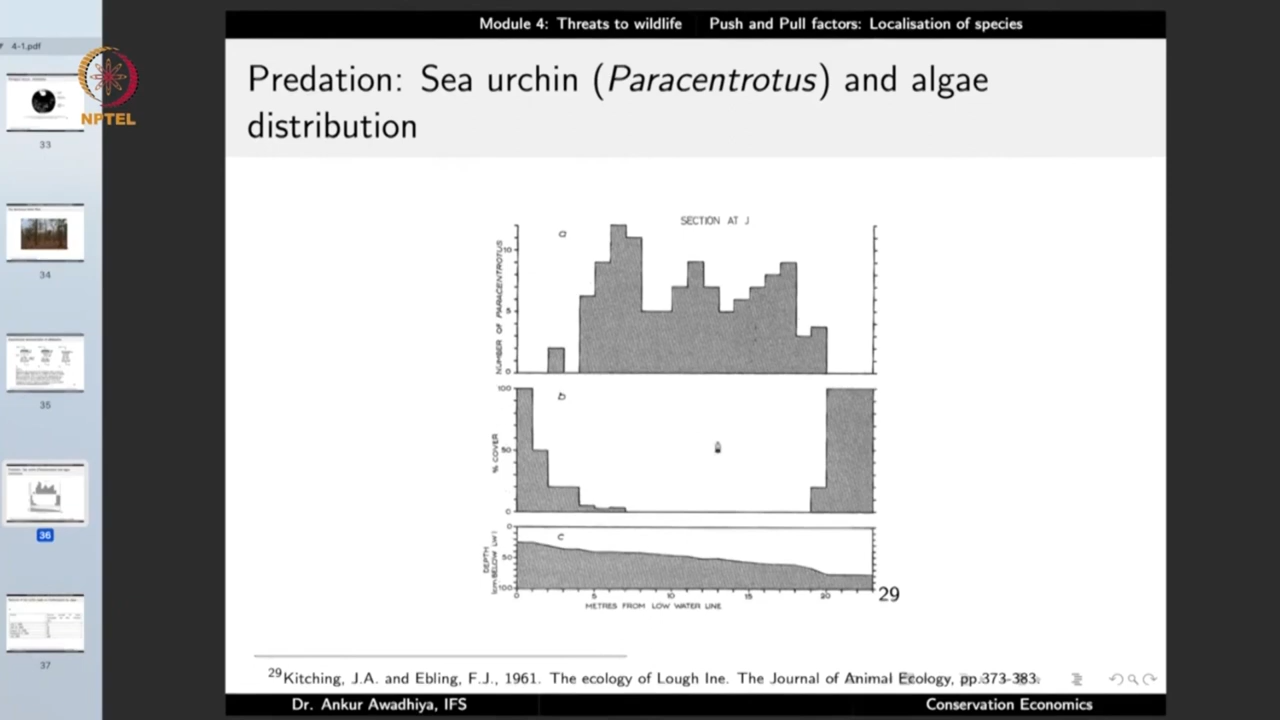 Module 4: Threats to wildlife Push and Pull factors: Localisation of species
4-1.pdf
NPTEL
Predation: Sea urchin (Paracentrotus) and algae
distribution
33
34
35
36
37
SECTION AT J
a
NUMBER OF PARACENTROTUS
10
5
0
b
% COVER
100
50
0
c
DEPTH
(cm BELOW LW)
0
50
100
0 5 10 15 20
METRES FROM LOW WATER LINE
29
29Kitching, J.A. and Ebling, F.J., 1961. The ecology of Lough Ine. The Journal of Animal Ecology, pp.373-383.
Dr. Ankur Awadhiya, IFS Conservation Economics